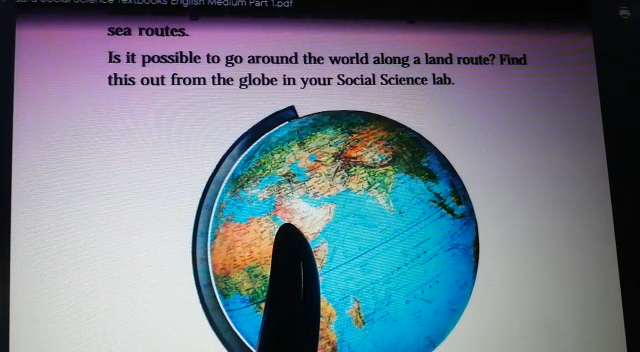 Social Science Textbooks English Medium Part 1.pdf
sea routes.
Is it possible to go around the world along a land route? Find
this out from the globe in your Social Science lab.